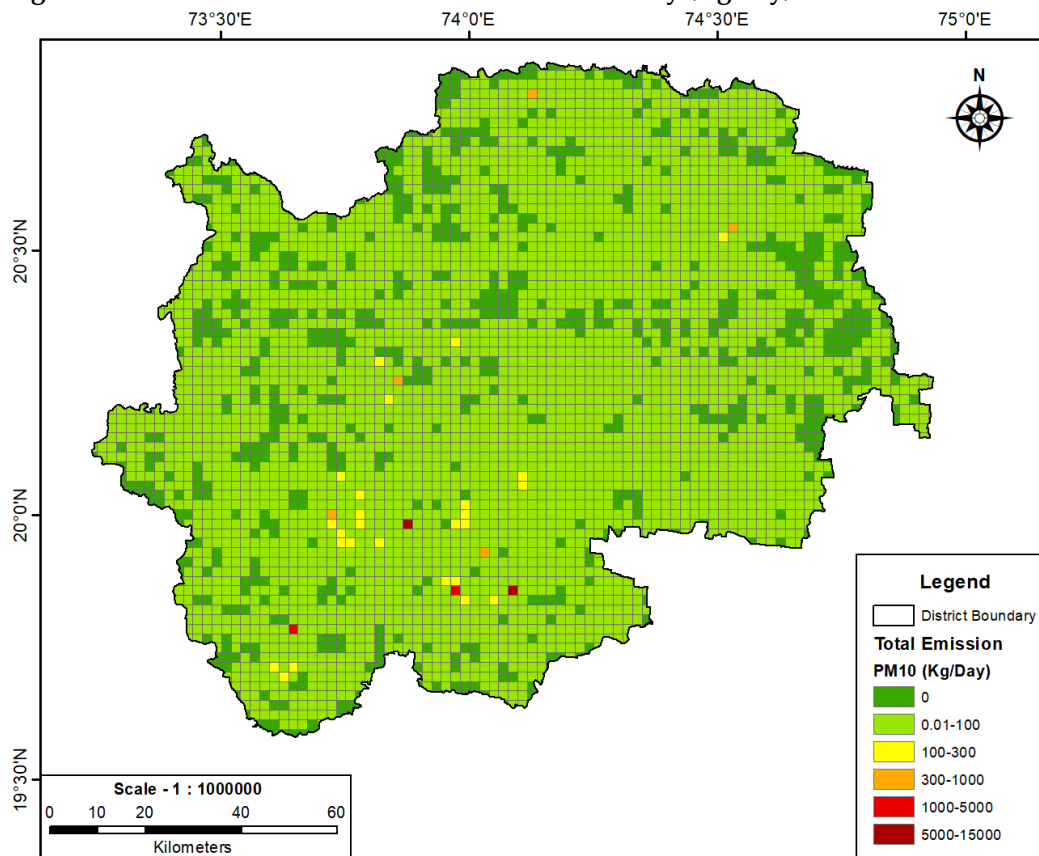 73°30'E 74°0'E 74°30'E 75°0'E
N
20°30'N
20°0'N
19°30'N
Legend
District Boundary
Total Emission
PM10 (Kg/Day)
0
0.01-100
100-300
300-1000
1000-5000
5000-15000
Scale - 1 : 1000000
0 10 20 40 60
Kilometers